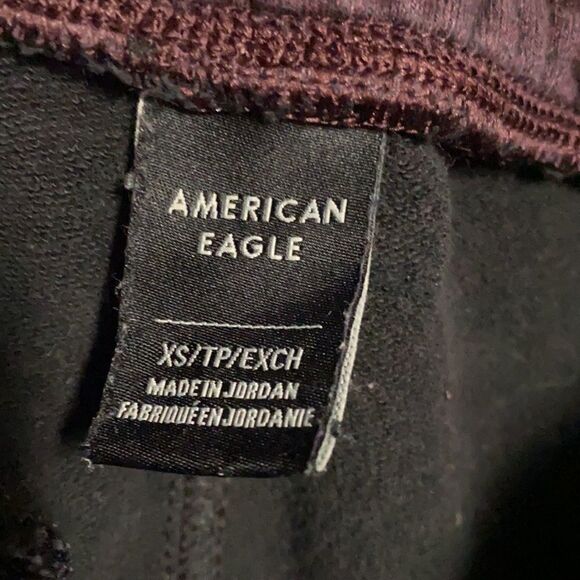 AMERICAN
EAGLE
XS/TP/EXCH
MADE IN JORDAN
FABRIQUÉ EN JORDANIE